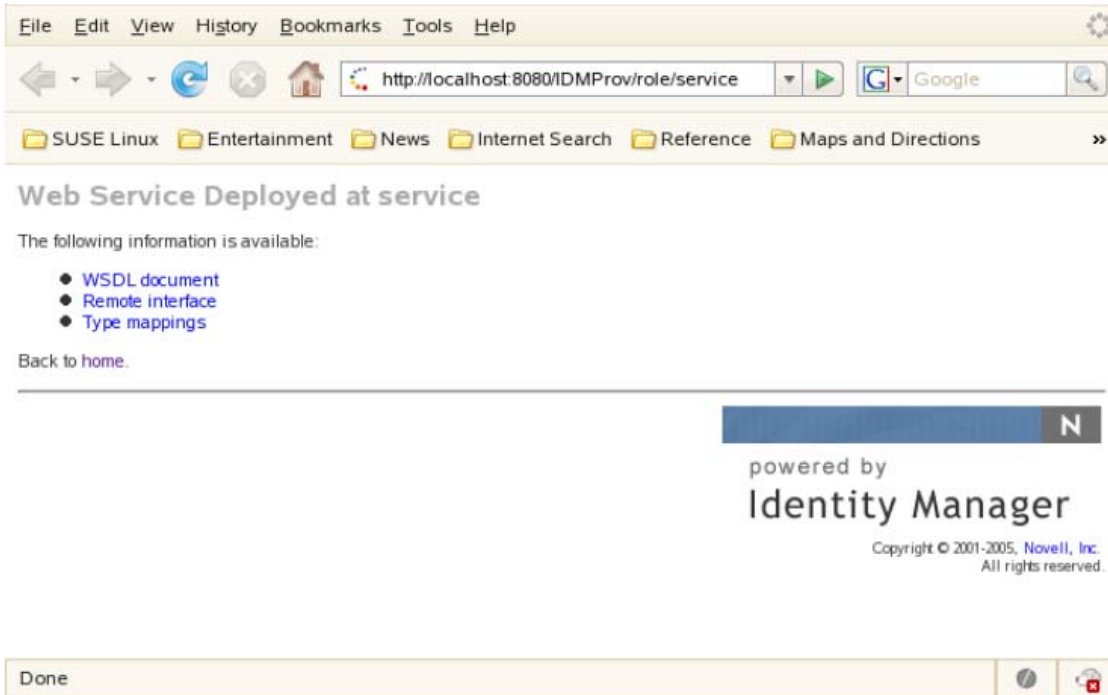 File Edit View History Bookmarks Tools Help
http://localhost:8080/IDMProv/role/service G Google
SUSE Linux Entertainment News Internet Search Reference Maps and Directions »
Web Service Deployed at service
The following information is available:
WSDL document
Remote interface
Type mappings
Back to home.
N
powered by
Identity Manager
Copyright © 2001-2005, Novell, Inc.
All rights reserved.
Done